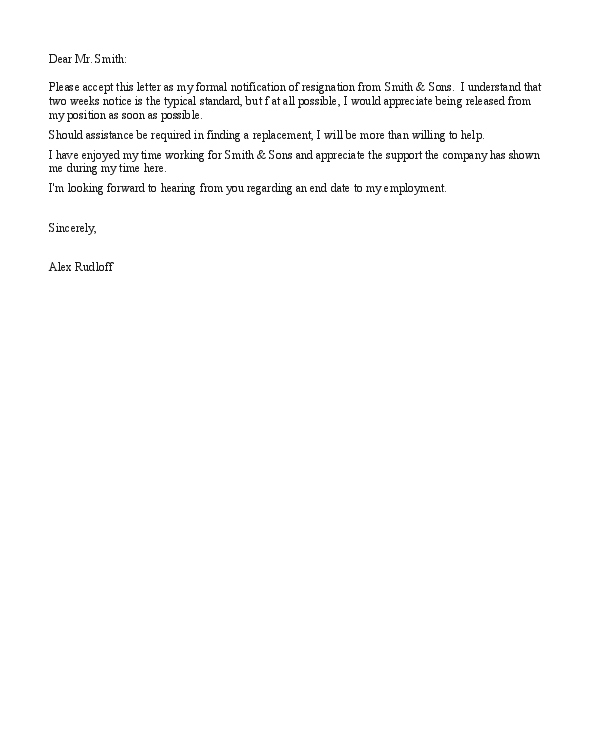 Dear Mr. Smith:
Please accept this letter as my formal notification of resignation from Smith & Sons.  I understand that
two weeks notice is the typical standard, but f at all possible, I would appreciate being released from
my position as soon as possible.
Should assistance be required in finding a replacement, I will be more than willing to help.
I have enjoyed my time working for Smith & Sons and appreciate the support the company has shown
me during my time here.
I'm looking forward to hearing from you regarding an end date to my employment.
Sincerely,
Alex Rudloff